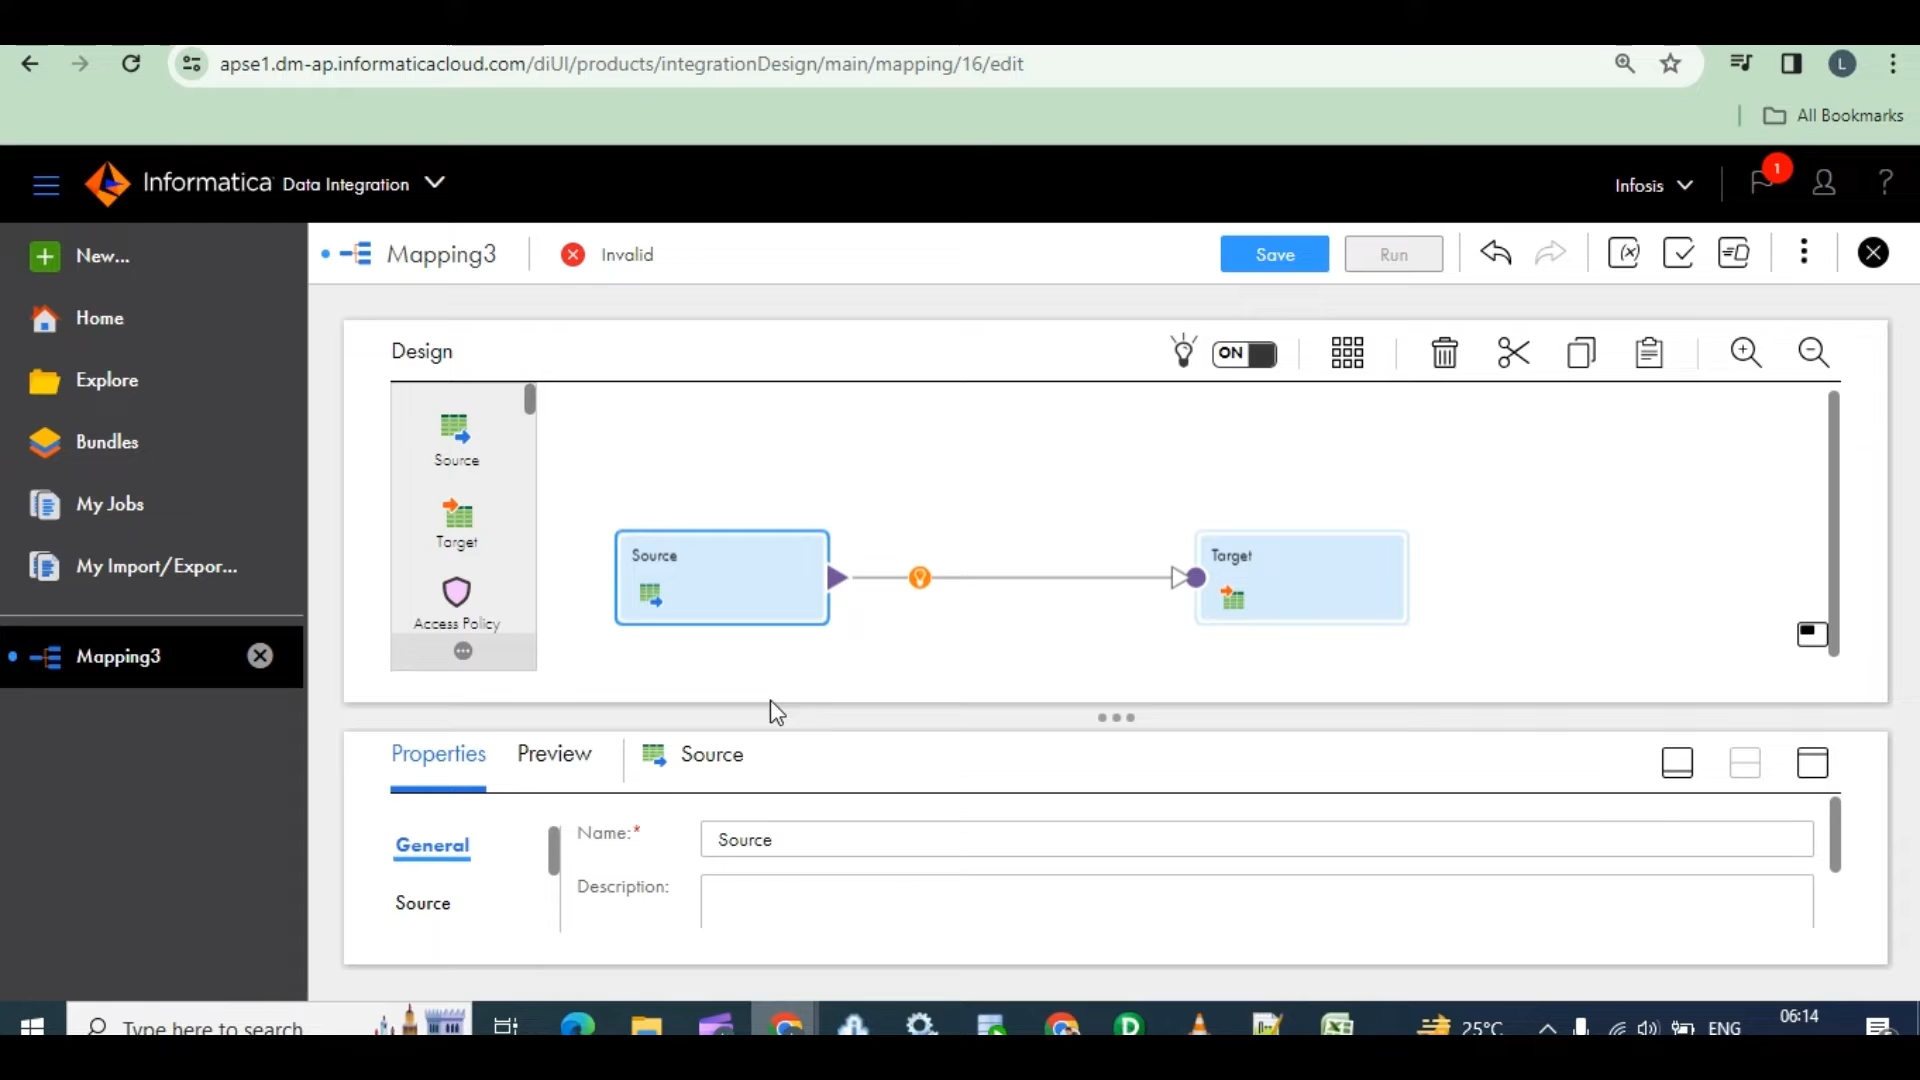 apse1.dm-ap.informaticacloud.com/diUI/products/integrationDesign/main/mapping/16/edit
L
All Bookmarks
Informatica Data Integration
Infosis
1
?
New...
Home
Explore
Bundles
My Jobs
My Import/Expor...
Mapping3
Mapping3
Invalid
Save
Run
Design
ON
Source
Target
Access Policy
Source
Target
Properties
Preview
Source
General
Source
Name:*
Source
Description:
Type here to search
25°C
ENG
06:14